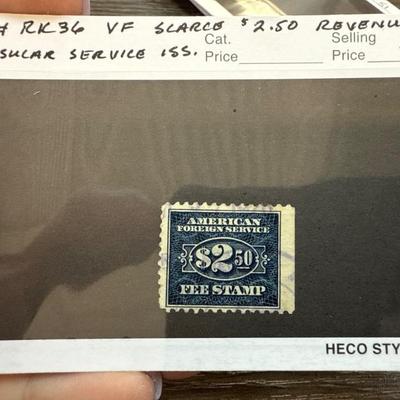 # RK36 VF SCARCE $2.50 REVENU
SULAR SERVICE ISS.
Cat.
Price
Selling
Price
AMERICAN
FOREIGN SERVICE
$2.50
FEE STAMP
HECO STY